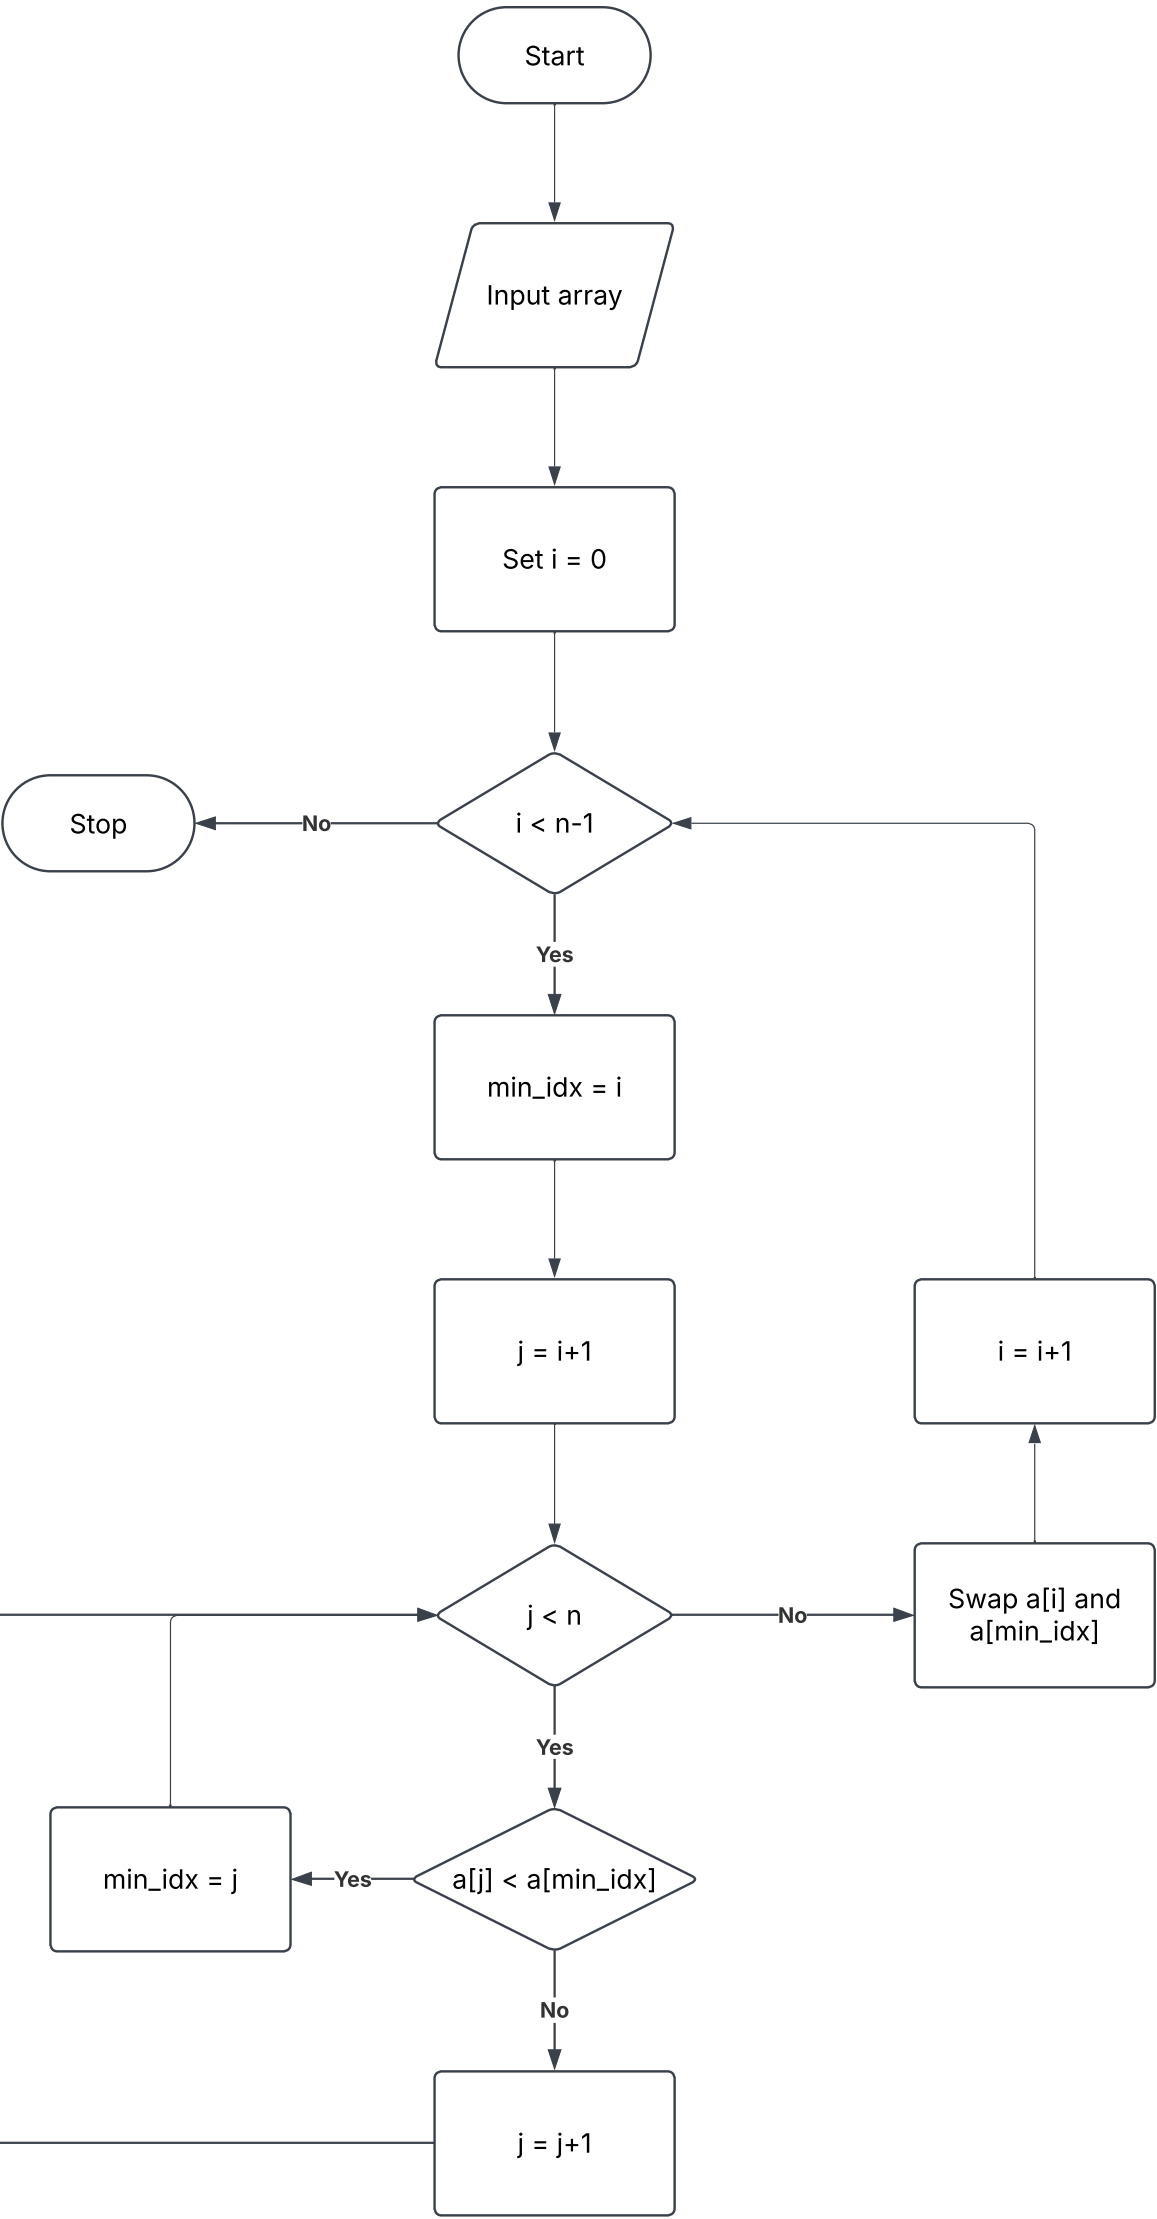 Start
Input array
Set i = 0
i < n-1
No
Stop
Yes
min_idx = i
j = i+1
i = i+1
j < n
No
Swap a[i] and
a[min_idx]
Yes
a[j] < a[min_idx]
Yes
min_idx = j
No
j = j+1